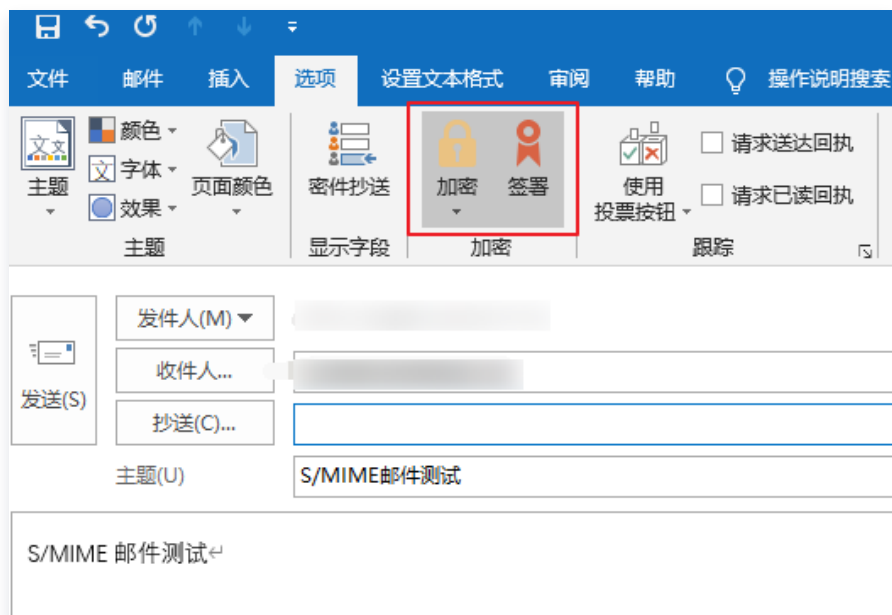 文件 邮件 插入 选项 设置文本格式 审阅 帮助 操作说明搜索
文文 主题
颜色
文 字体
效果
页面颜色
主题
密件抄送
显示字段
加密 签署
加密
使用
投票按钮
请求送达回执
请求已读回执
跟踪
发送(S)
发件人(M)
收件人...
抄送(C)...
主题(U) S/MIME邮件测试
S/MIME 邮件测试↵